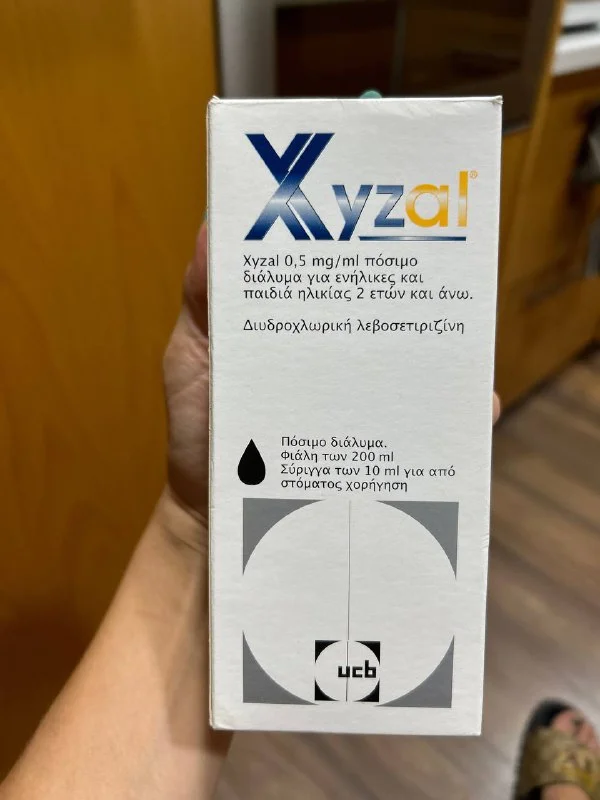 Xyzal®
Xyzal 0,5 mg/ml πόσιμο
διάλυμα για ενήλικες και
παιδιά ηλικίας 2 ετών και άνω.
Διυδροχλωρική λεβοσετιριζίνη
Πόσιμο διάλυμα.
Φιάλη των 200 ml
Σύριγγα των 10 ml για από
στόματος χορήγηση
ucb